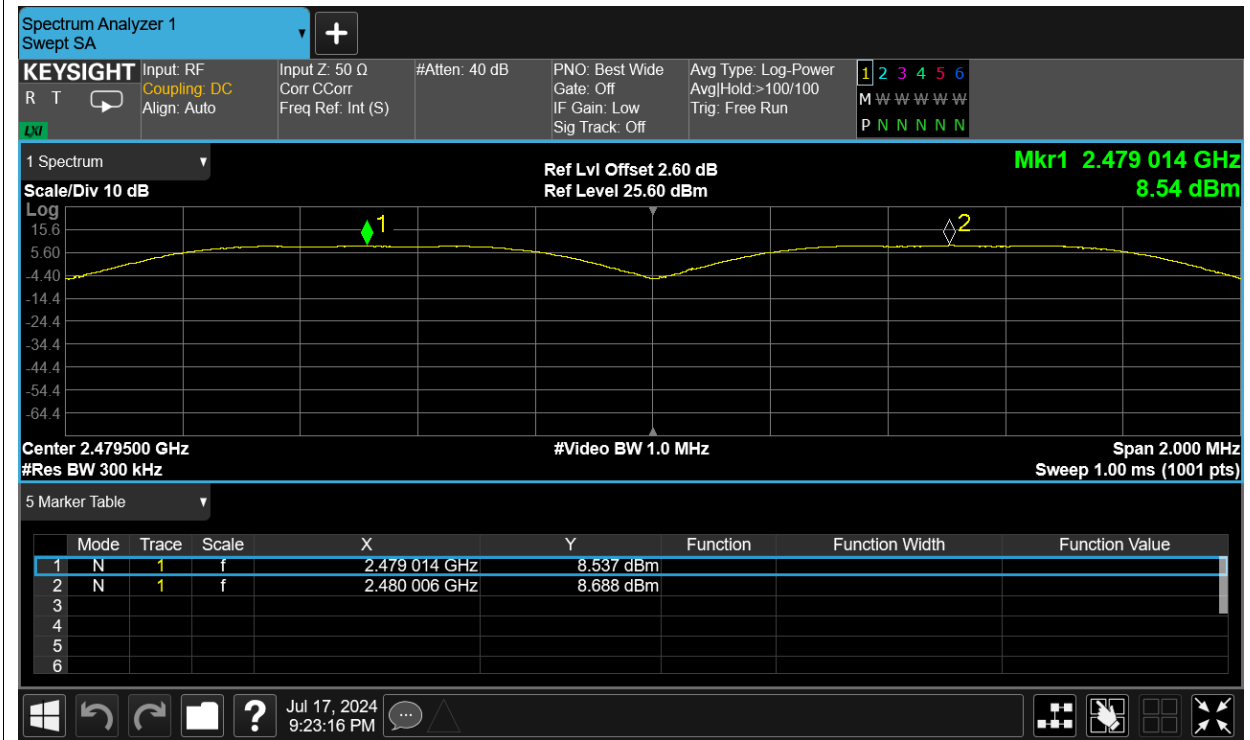 Spectrum Analyzer 1
Swept SA
+
KEYSIGHT Input: RF Input Z: 50 Ω #Atten: 40 dB PNO: Best Wide Avg Type: Log-Power 1 2 3 4 5 6
R T Coupling: DC Corr CCorr Gate: Off Avg|Hold:>100/100 M W W W W W
Align: Auto Freq Ref: Int (S) IF Gain: Low Trig: Free Run
LXI Sig Track: Off P N N N N N
1 Spectrum Ref Lvl Offset 2.60 dB Mkr1 2.479 014 GHz
Scale/Div 10 dB Ref Level 25.60 dBm 8.54 dBm
Log
15.6 1 2
5.60
-4.40
-14.4
-24.4
-34.4
-44.4
-54.4
-64.4
Center 2.479500 GHz #Video BW 1.0 MHz Span 2.000 MHz
#Res BW 300 kHz Sweep 1.00 ms (1001 pts)
5 Marker Table
Mode Trace Scale X Y Function Function Width Function Value
1 N 1 f 2.479 014 GHz 8.537 dBm
2 N 1 f 2.480 006 GHz 8.688 dBm
3
4
5
6
? Jul 17, 2024
9:23:16 PM